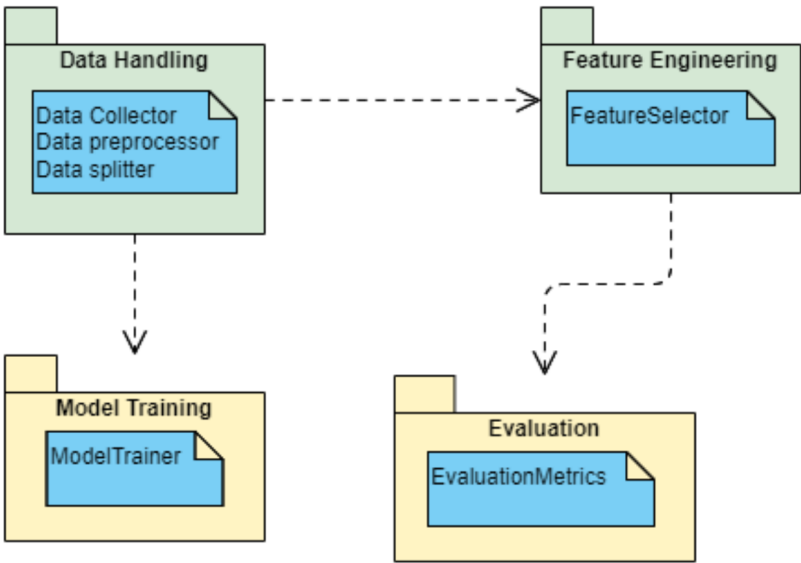 Data Handling
Data Collector
Data preprocessor
Data splitter
Feature Engineering
FeatureSelector
Model Training
ModelTrainer
Evaluation
EvaluationMetrics